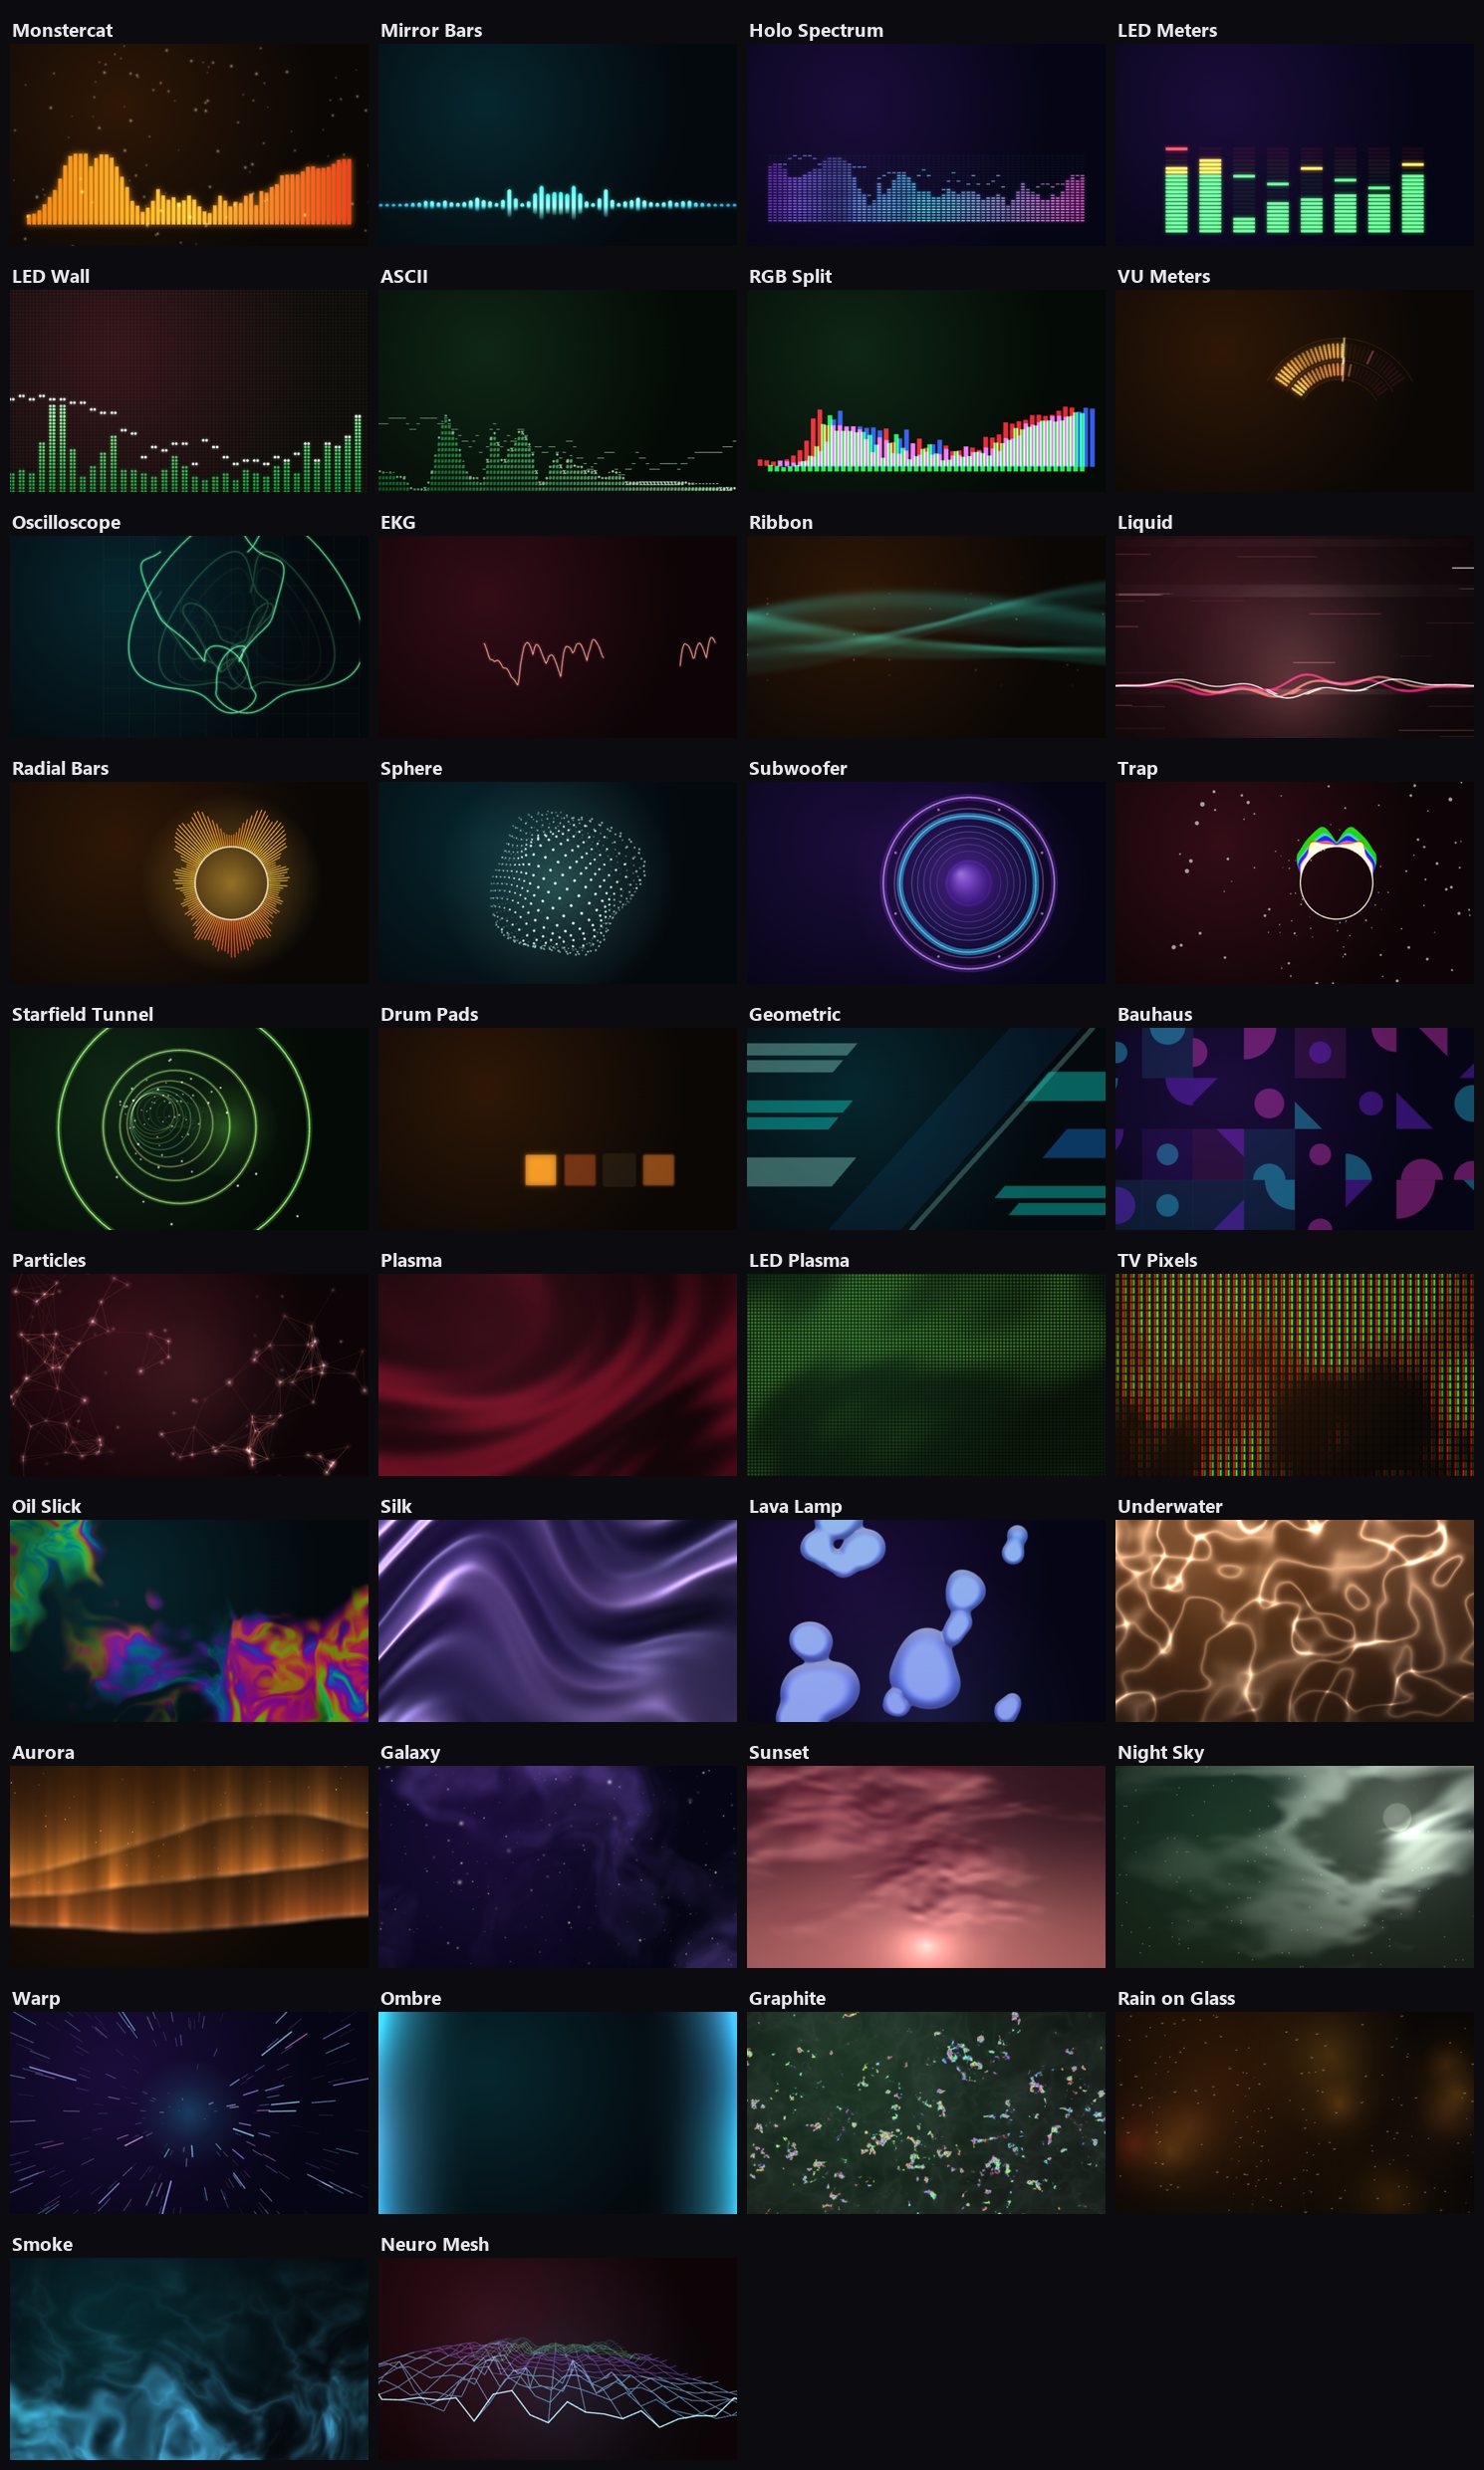 Monstercat
Mirror Bars
Holo Spectrum
LED Meters
LED Wall
ASCII
RGB Split
VU Meters
Oscilloscope
EKG
Ribbon
Liquid
Radial Bars
Sphere
Subwoofer
Trap
Starfield Tunnel
Drum Pads
Geometric
Bauhaus
Particles
Plasma
LED Plasma
TV Pixels
Oil Slick
Silk
Lava Lamp
Underwater
Aurora
Galaxy
Sunset
Night Sky
Warp
Ombre
Graphite
Rain on Glass
Smoke
Neuro Mesh